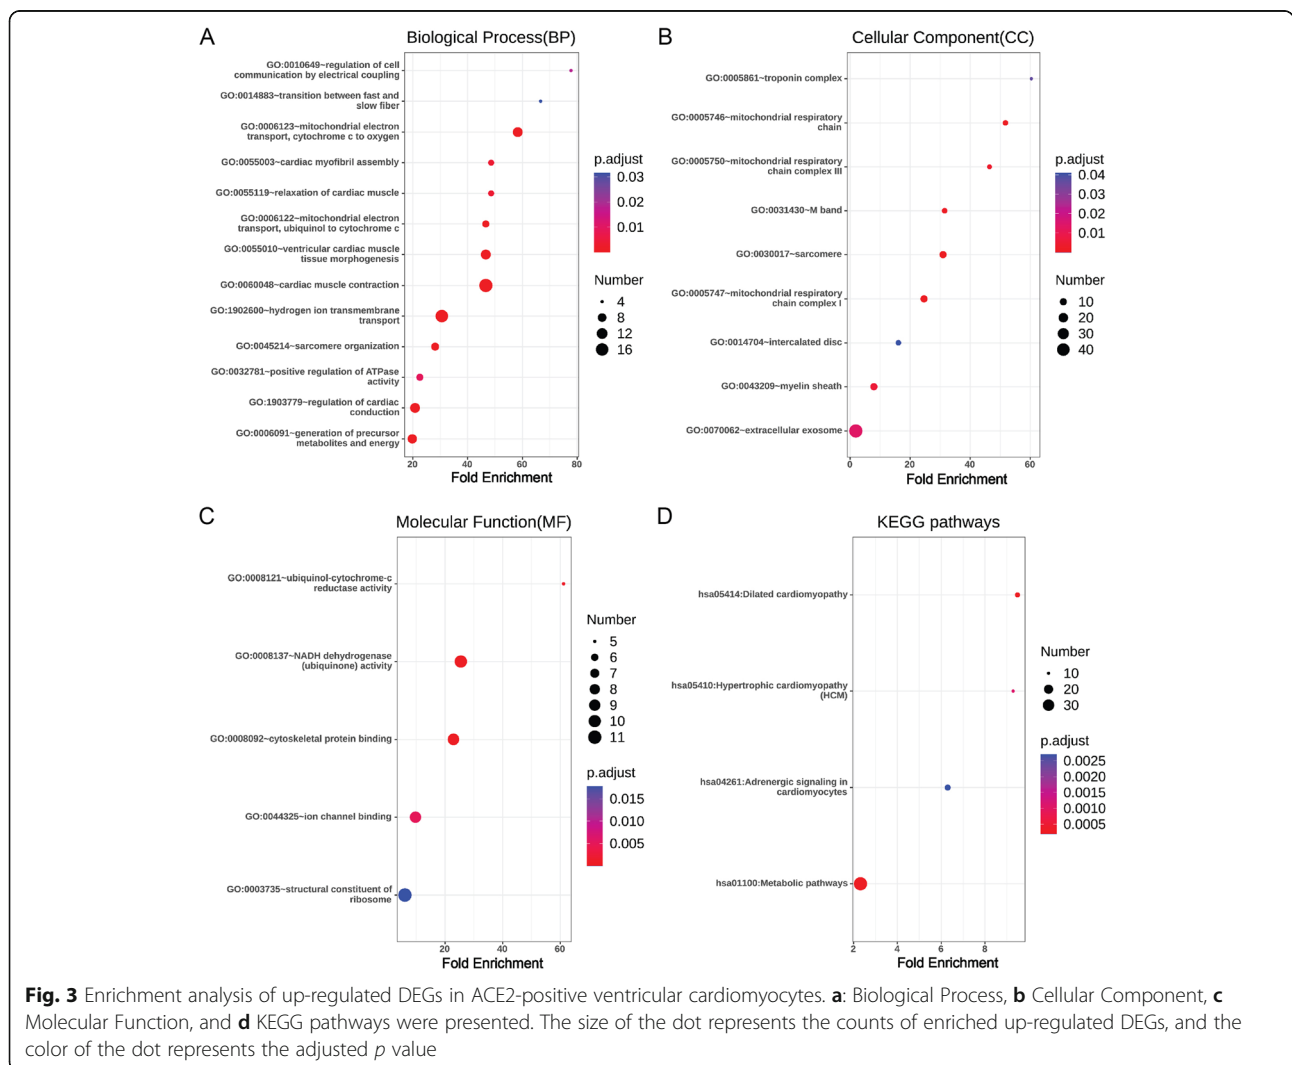 A
Biological Process(BP)
GO:0010649~regulation of cell
communication by electrical coupling
GO:0014883~transition between fast and
slow fiber
GO:0006123~mitochondrial electron
transport, cytochrome c to oxygen
GO:0055003~cardiac myofibril assembly
GO:0055119~relaxation of cardiac muscle
GO:0006122~mitochondrial electron
transport, ubiquinol to cytochrome c
GO:0055010~ventricular cardiac muscle
tissue morphogenesis
GO:0060048~cardiac muscle contraction
GO:1902600~hydrogen ion transmembrane
transport
GO:0045214~sarcomere organization
GO:0032781~positive regulation of ATPase
activity
GO:1903779~regulation of cardiac
conduction
GO:0006091~generation of precursor
metabolites and energy
20 40 60 80
Fold Enrichment
p.adjust
0.03
0.02
0.01
Number
4
8
12
16
B
Cellular Component(CC)
GO:0005861~troponin complex
GO:0005746~mitochondrial respiratory
chain
GO:0005750~mitochondrial respiratory
chain complex III
GO:0031430~M band
GO:0030017~sarcomere
GO:0005747~mitochondrial respiratory
chain complex I
GO:0014704~intercalated disc
GO:0043209~myelin sheath
GO:0070062~extracellular exosome
0 20 40 60
Fold Enrichment
p.adjust
0.04
0.03
0.02
0.01
Number
10
20
30
40
C
Molecular Function(MF)
GO:0008121~ubiquinol-cytochrome-c
reductase activity
GO:0008137~NADH dehydrogenase
(ubiquinone) activity
GO:0008092~cytoskeletal protein binding
GO:0044325~ion channel binding
GO:0003735~structural constituent of
ribosome
20 40 60
Fold Enrichment
Number
5
6
7
8
9
10
11
p.adjust
0.015
0.010
0.005
D
KEGG pathways
hsa05414:Dilated cardiomyopathy
hsa05410:Hypertrophic cardiomyopathy
(HCM)
hsa04261:Adrenergic signaling in
cardiomyocytes
hsa01100:Metabolic pathways
2 4 6 8
Fold Enrichment
Number
10
20
30
p.adjust
0.0025
0.0020
0.0015
0.0010
0.0005
Fig. 3 Enrichment analysis of up-regulated DEGs in ACE2-positive ventricular cardiomyocytes. a: Biological Process, b Cellular Component, c
Molecular Function, and d KEGG pathways were presented. The size of the dot represents the counts of enriched up-regulated DEGs, and the
color of the dot represents the adjusted p value